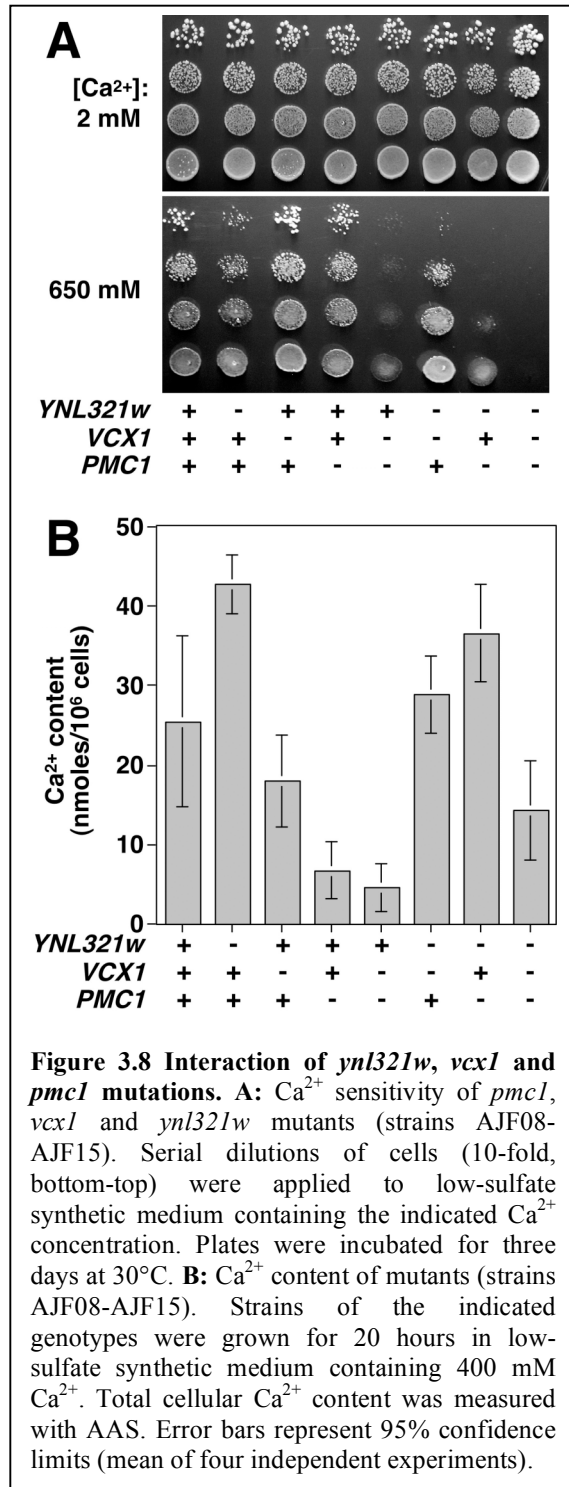 A
[Ca²⁺]:
2 mM
650 mM
YNL321w + - + + + - - -
VCX1 + + - + - - + -
PMC1 + + + - - + - -
B
50
40
30
20
10
0
Ca²⁺ content
(nmoles/10⁶ cells)
YNL321w + - + + + - - -
VCX1 + + - + - - + -
PMC1 + + + - - + - -
Figure 3.8 Interaction of ynl321w, vcx1 and
pmc1 mutations. A: Ca²⁺ sensitivity of pmc1,
vcx1 and ynl321w mutants (strains AJF08-
AJF15). Serial dilutions of cells (10-fold,
bottom-top) were applied to low-sulfate
synthetic medium containing the indicated Ca²⁺
concentration. Plates were incubated for three
days at 30°C. B: Ca²⁺ content of mutants (strains
AJF08-AJF15). Strains of the indicated
genotypes were grown for 20 hours in low-
sulfate synthetic medium containing 400 mM
Ca²⁺. Total cellular Ca²⁺ content was measured
with AAS. Error bars represent 95% confidence
limits (mean of four independent experiments).